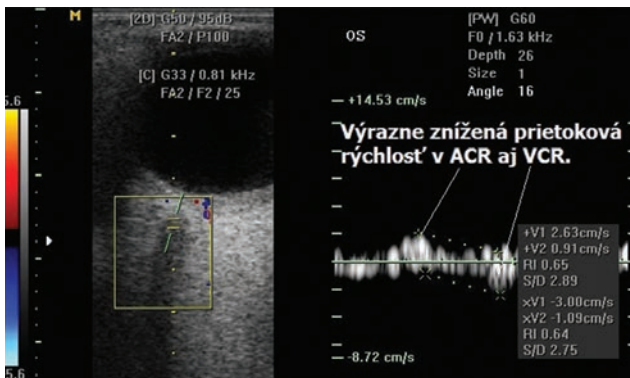 M
[2D] G50 / 95dB
FA2 / P100
[C] G33 / 0.81 kHz
FA2 / F2 / 25
5.6
5.6
OS
[PW] G60
F0 / 1.63 kHz
Depth 26
Size 1
Angle 16
+14.53 cm/s
Výrazne znížená prietoková
rýchlosť v ACR aj VCR.
+V1 2.63cm/s
+V2 0.91cm/s
RI 0.65
S/D 2.89
xV1 -3.00cm/s
xV2 -1.09cm/s
RI 0.64
S/D 2.75
-8.72 cm/s